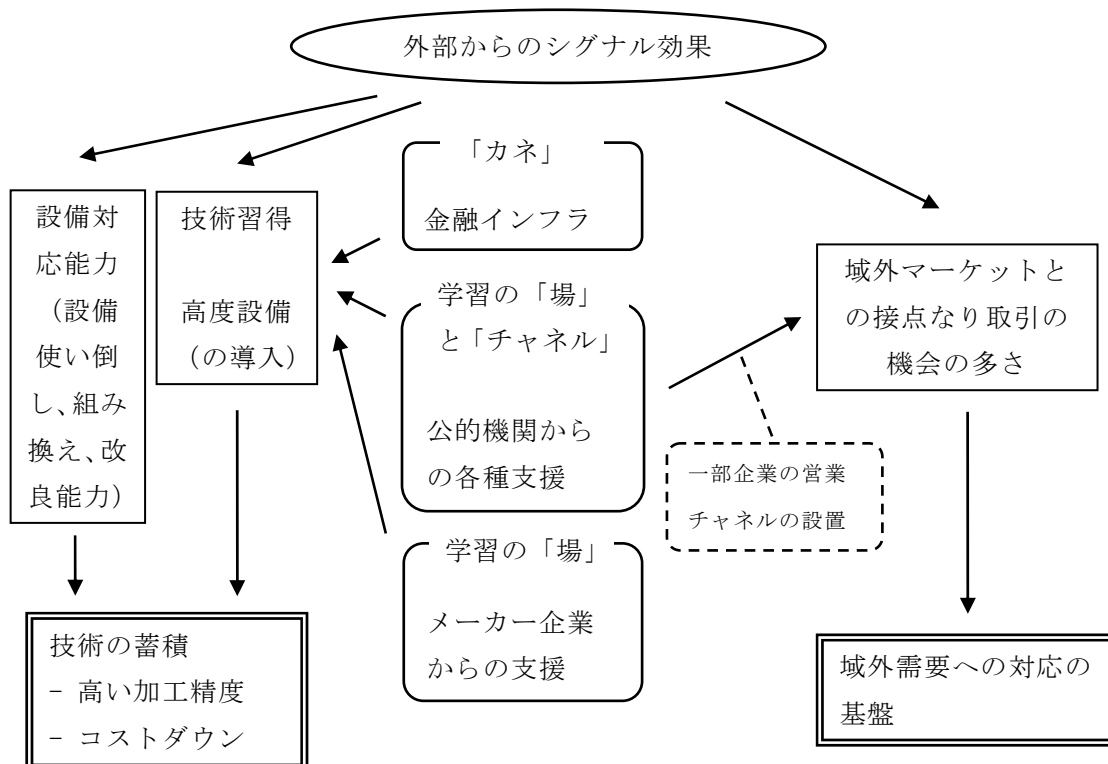 外部からのシグナル効果
設備対
応能力
（設備
使い倒
し、組み
換え、改
良能力）
技術習得
高度設備
（の導入）
「カネ」
金融インフラ
学習の「場」
と「チャネル」
公的機関から
の各種支援
学習の「場」
メーカー企業
からの支援
域外マーケットと
の接点なり取引の
機会の多さ
一部企業の営業
チャネルの設置
技術の蓄積
- 高い加工精度
- コストダウン
域外需要への対応の
基盤